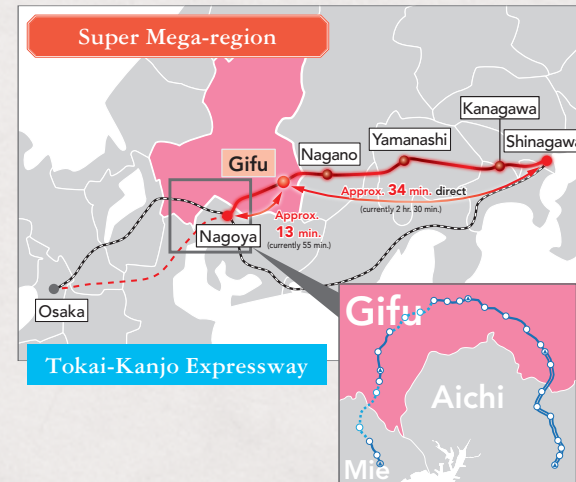 Super Mega-region
Kanagawa
Yamanashi
Shinagawa
Nagano
Gifu
Approx. 34 min. direct
(currently 2 hr. 30 min.)
Approx.
13 min.
(currently 55 min.)
Nagoya
Osaka
Tokai-Kanjo Expressway
Gifu
Aichi
Mie